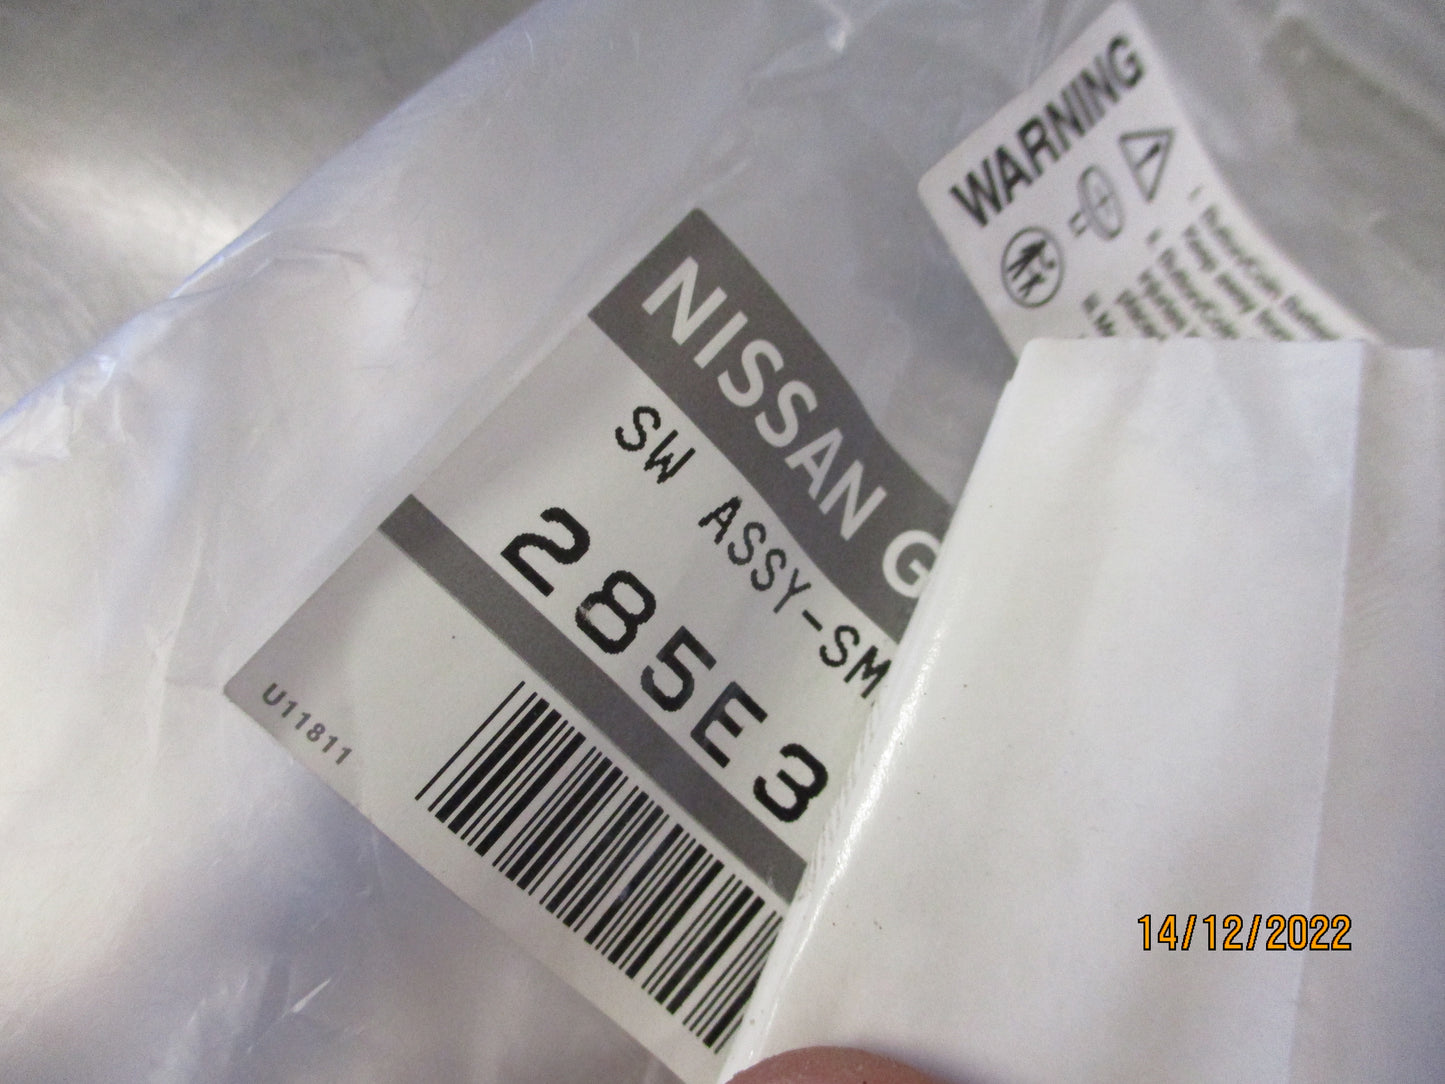 WARNING
NISSAN G
SW ASSY-SM
285E3
U11811
14/12/2022